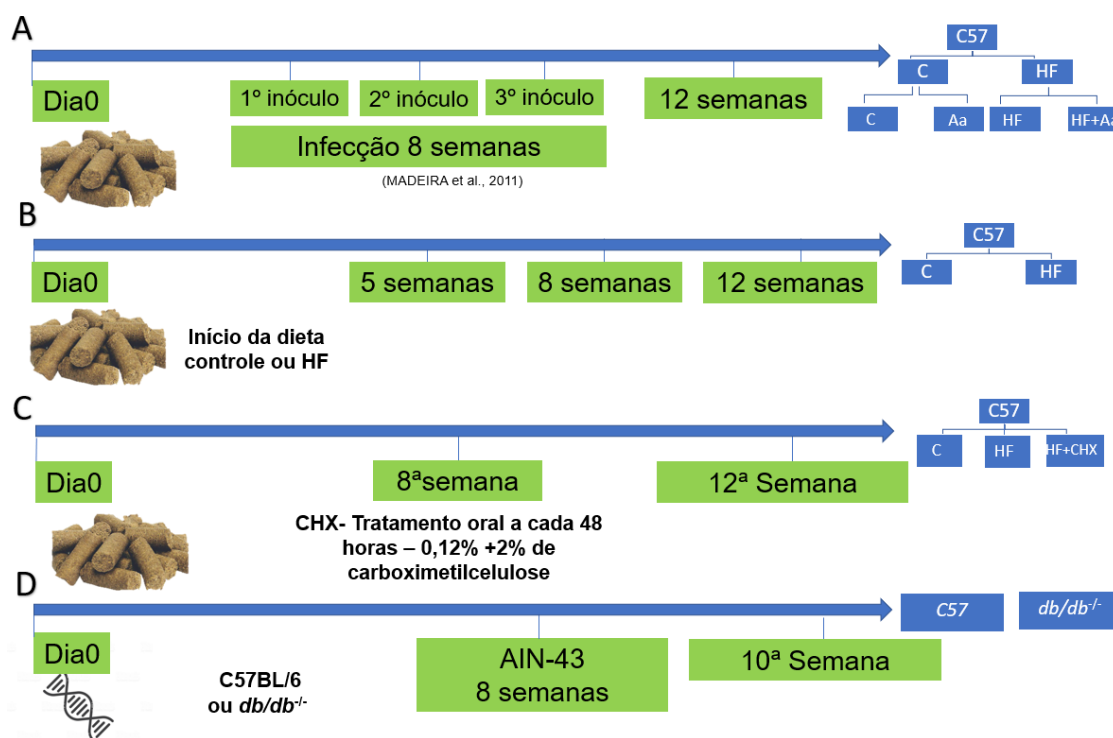 A
C57
C
HF
C
Aa
HF
HF+Aa
Dia0
1º inóculo
2º inóculo
3º inóculo
12 semanas
Infecção 8 semanas
(MADEIRA et al., 2011)
B
C57
C
HF
Dia0
5 semanas
8 semanas
12 semanas
Início da dieta
controle ou HF
C
C57
C
HF
HF+CHX
Dia0
8ªsemana
12ª Semana
CHX- Tratamento oral a cada 48
horas – 0,12% +2% de
carboximetilcelulose
D
C57
db/db-/-
Dia0
AIN-43
8 semanas
10ª Semana
C57BL/6
ou db/db-/-